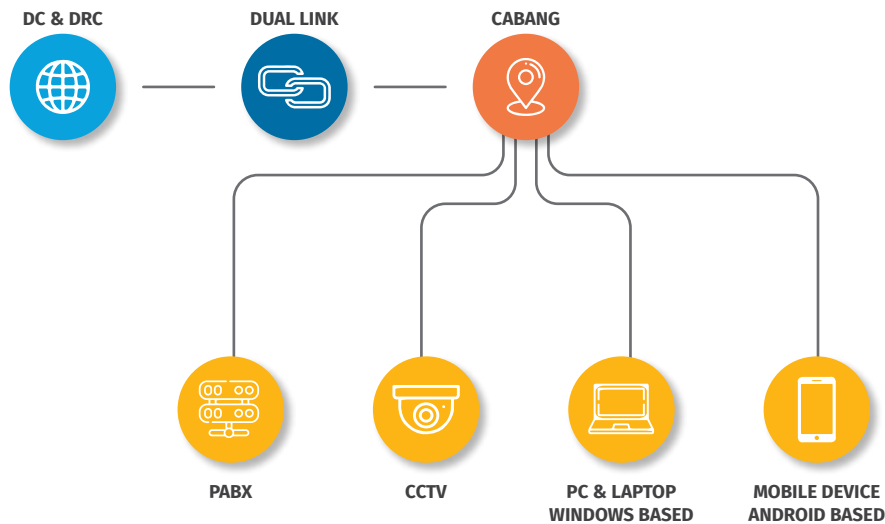 DC & DRC
DUAL LINK
CABANG
PABX
CCTV
PC & LAPTOP
WINDOWS BASED
MOBILE DEVICE
ANDROID BASED